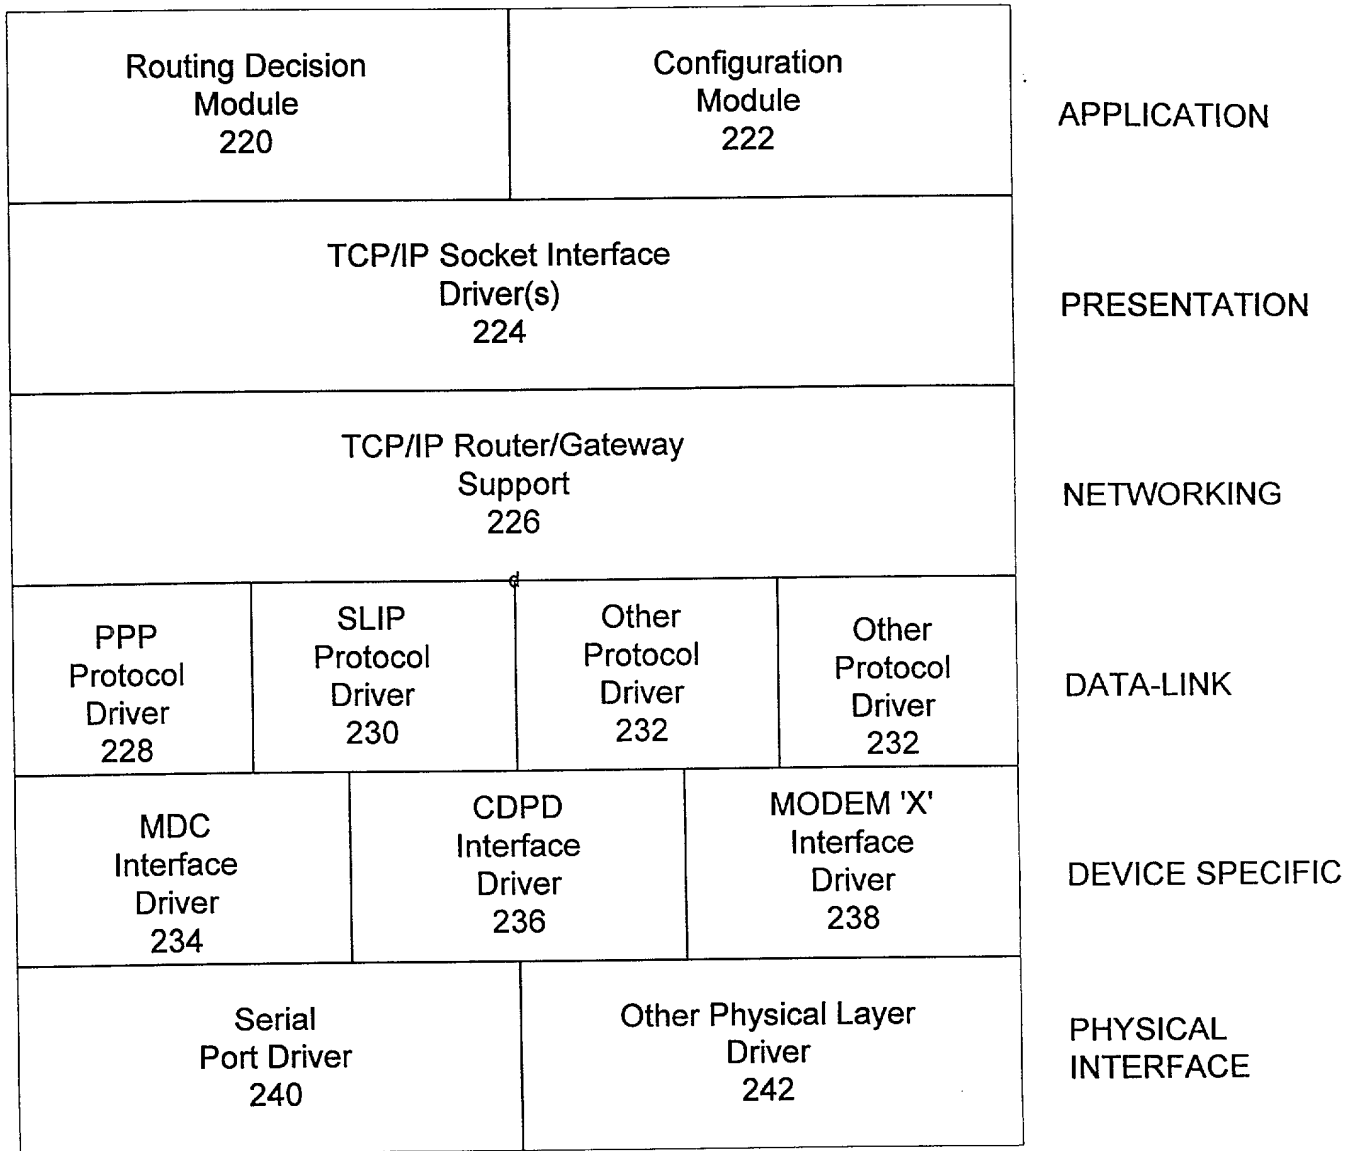 Routing Decision
Module
220
Configuration
Module
222
APPLICATION
TCP/IP Socket Interface
Driver(s)
224
PRESENTATION
TCP/IP Router/Gateway
Support
226
NETWORKING
PPP
Protocol
Driver
228
SLIP
Protocol
Driver
230
Other
Protocol
Driver
232
Other
Protocol
Driver
232
DATA-LINK
MDC
Interface
Driver
234
CDPD
Interface
Driver
236
MODEM 'X'
Interface
Driver
238
DEVICE SPECIFIC
Serial
Port Driver
240
Other Physical Layer
Driver
242
PHYSICAL
INTERFACE